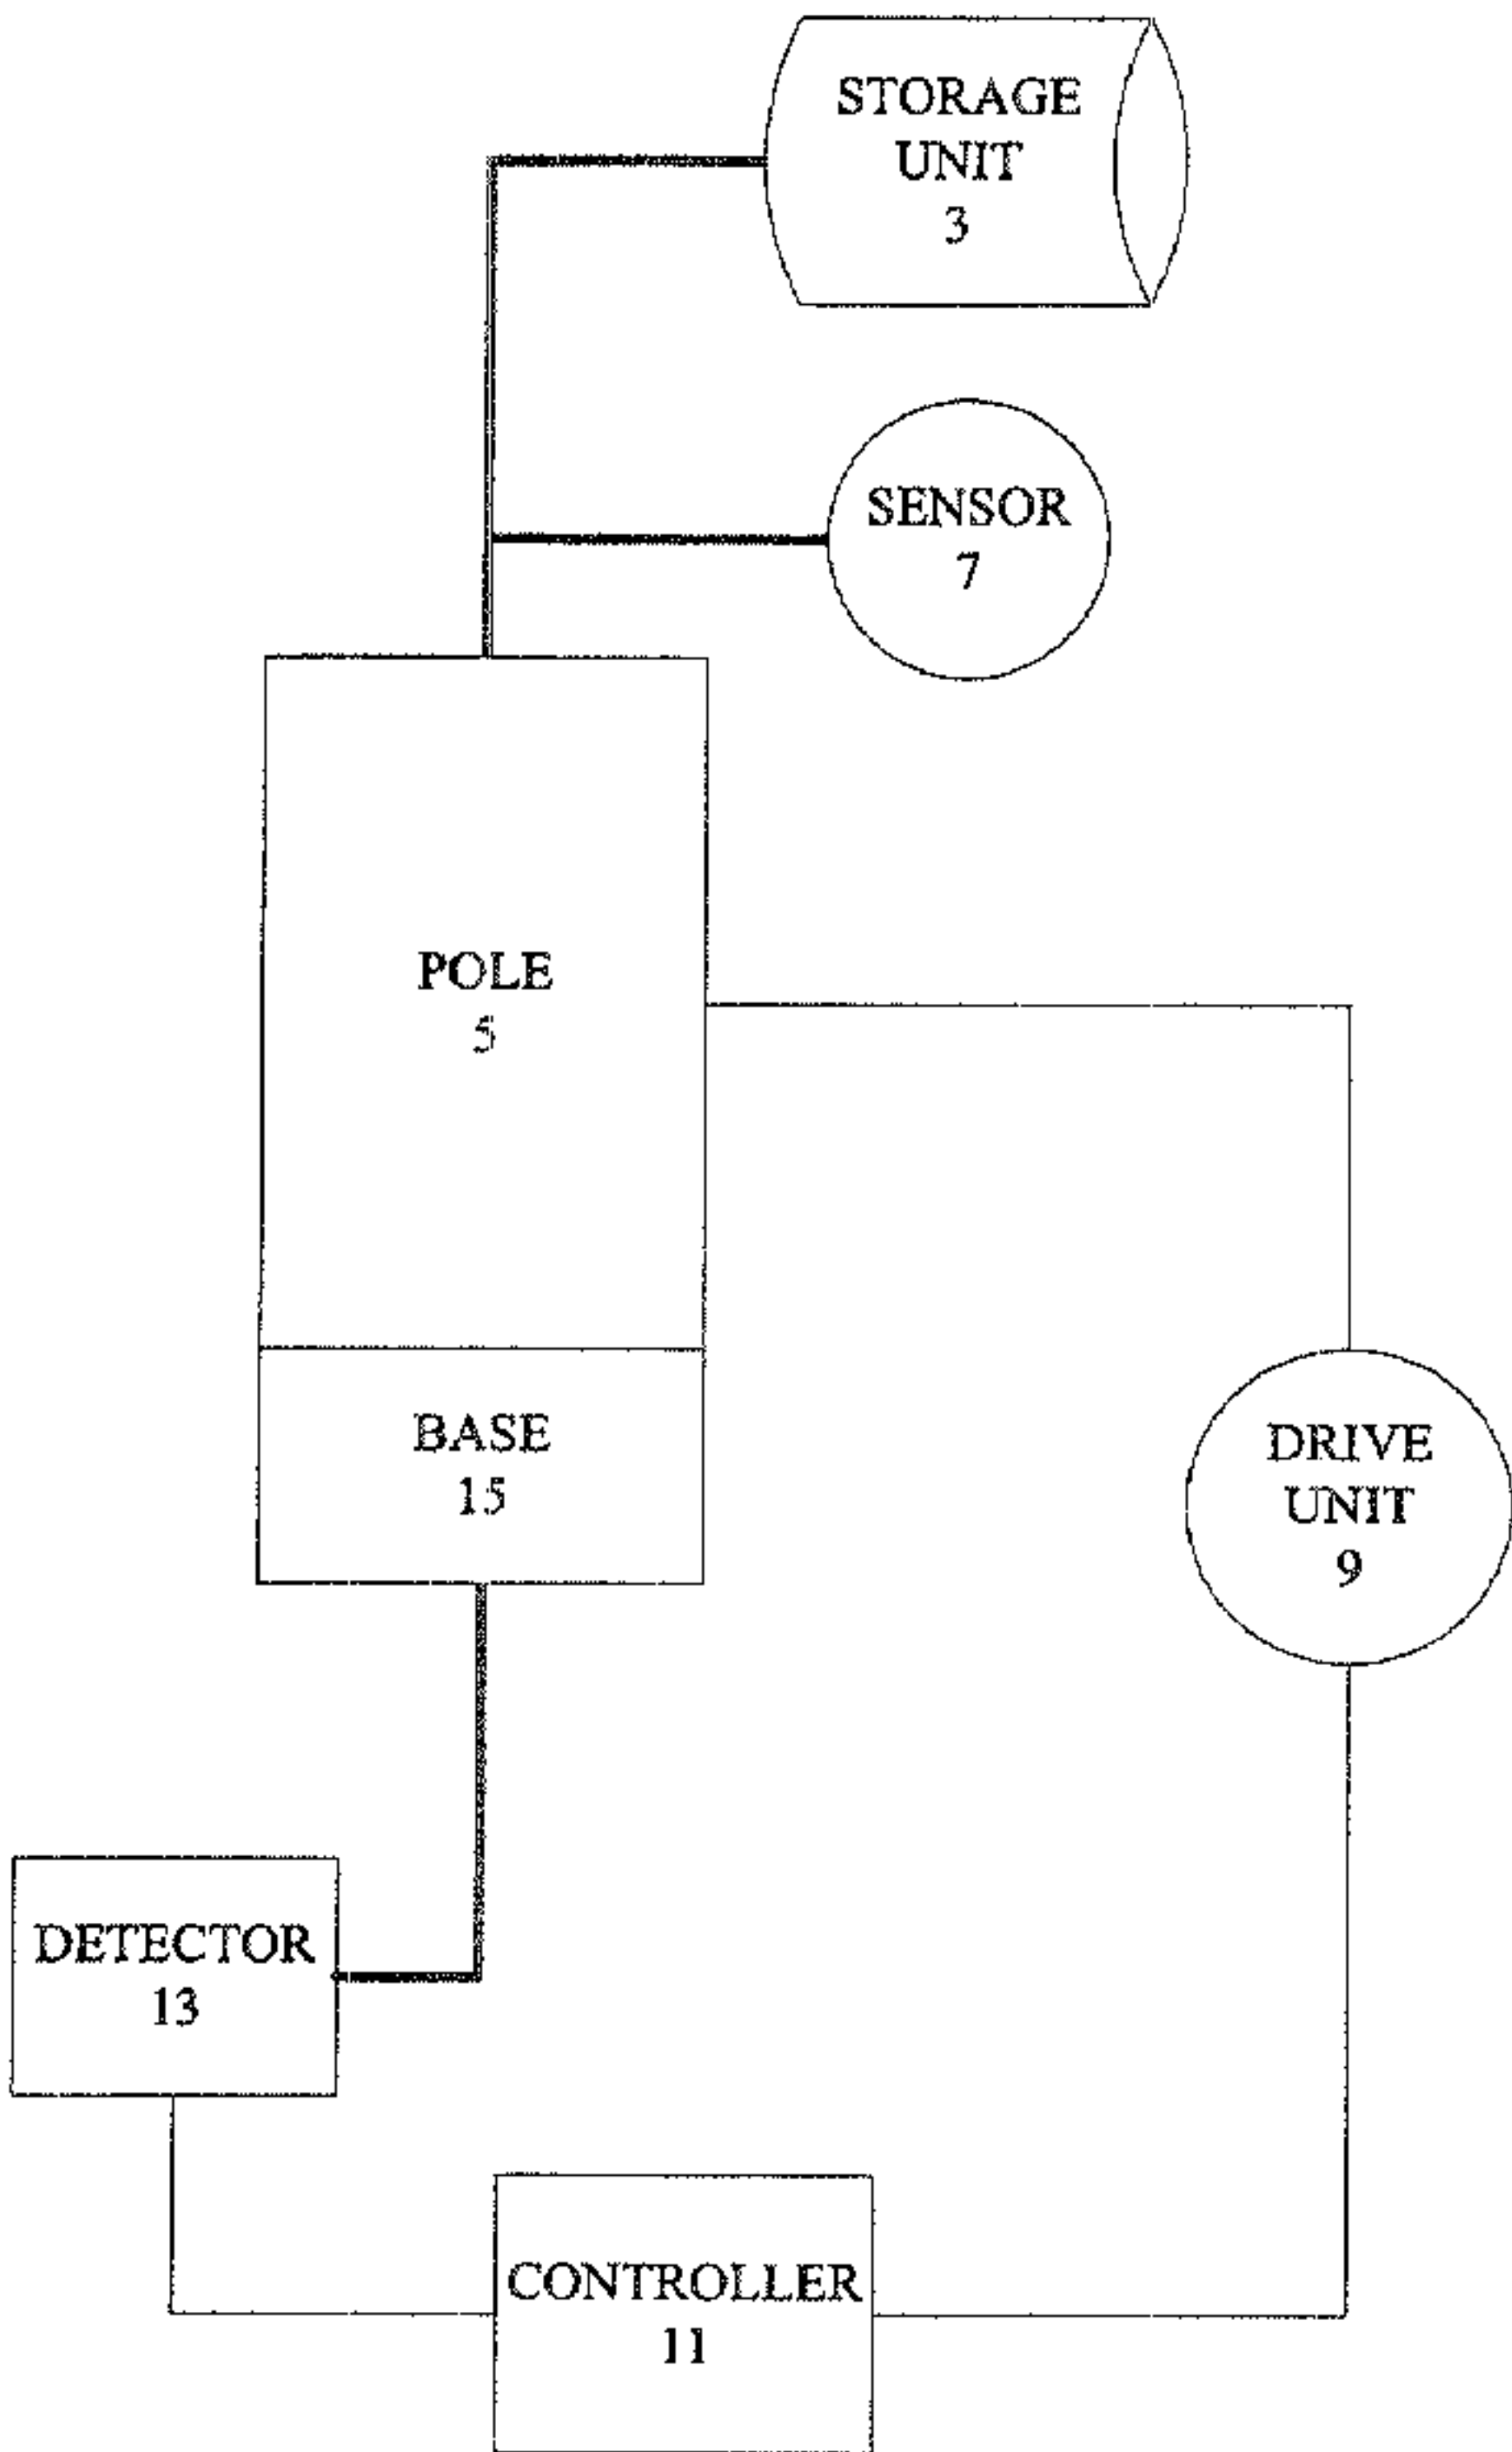 STORAGE
UNIT
3
SENSOR
7
POLE
5
BASE
15
DRIVE
UNIT
9
DETECTOR
13
CONTROLLER
11